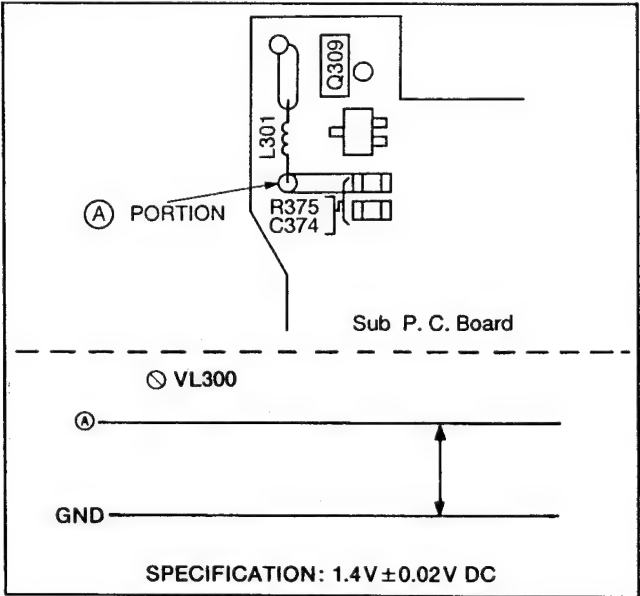 Q309
L301
Ⓐ PORTION
R375
C374
Sub P. C. Board
VL300
Ⓐ
GND
SPECIFICATION: 1.4V±0.02V DC